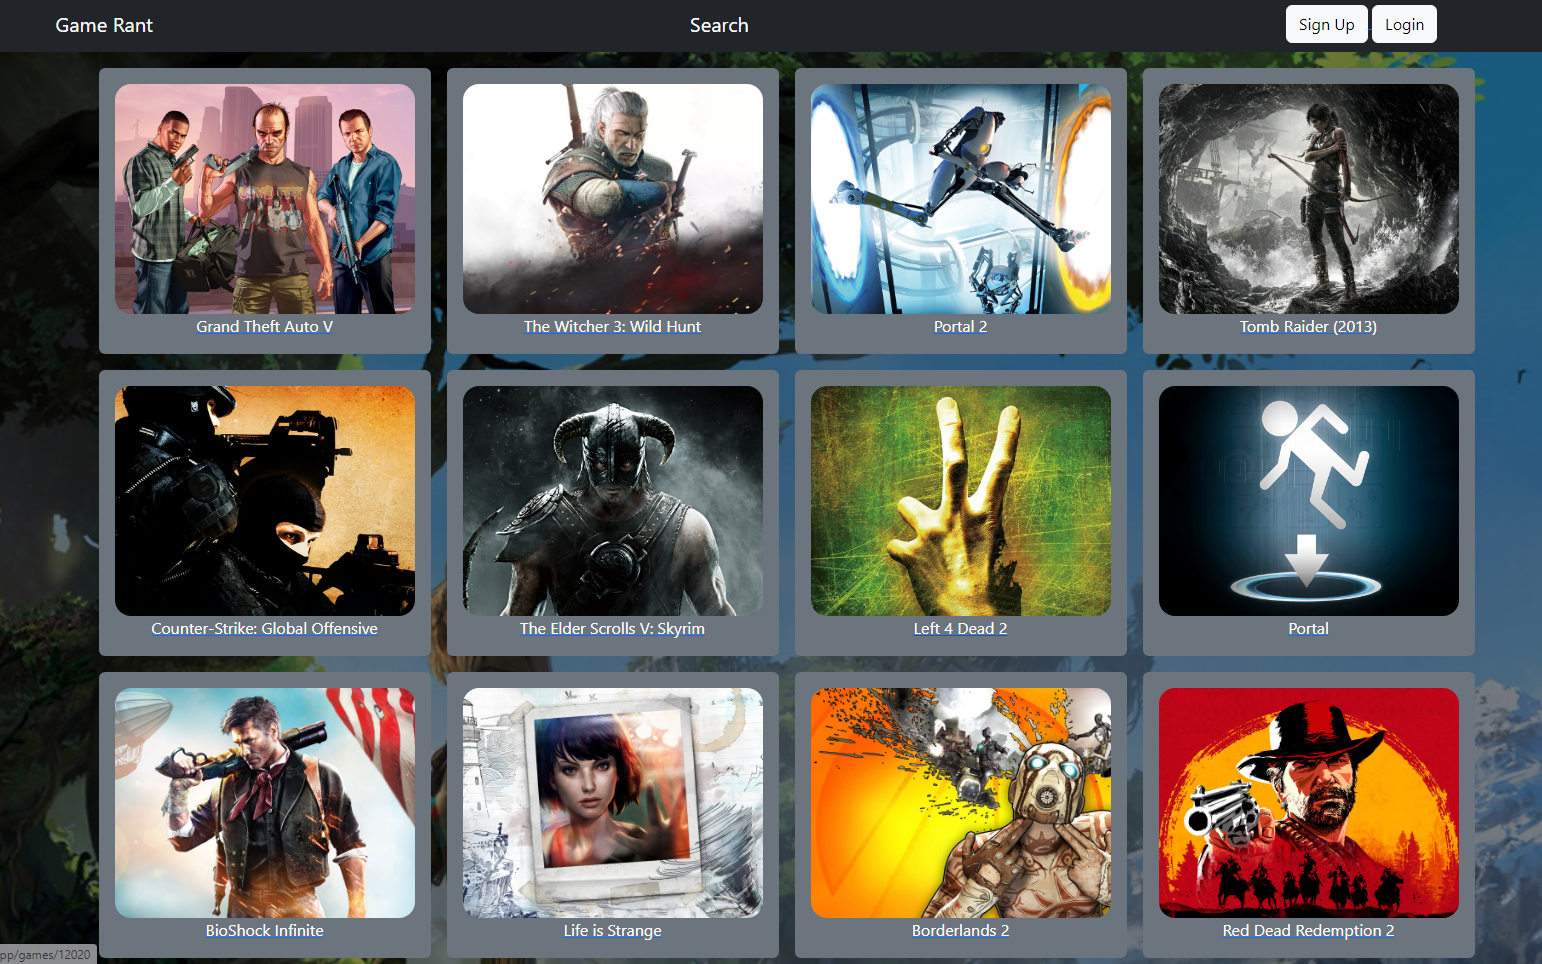 Game Rant
Search
Sign Up
Login
Grand Theft Auto V
The Witcher 3: Wild Hunt
Portal 2
Tomb Raider (2013)
Counter-Strike: Global Offensive
The Elder Scrolls V: Skyrim
Left 4 Dead 2
Portal
BioShock Infinite
Life is Strange
Borderlands 2
Red Dead Redemption 2
pp/games/12020